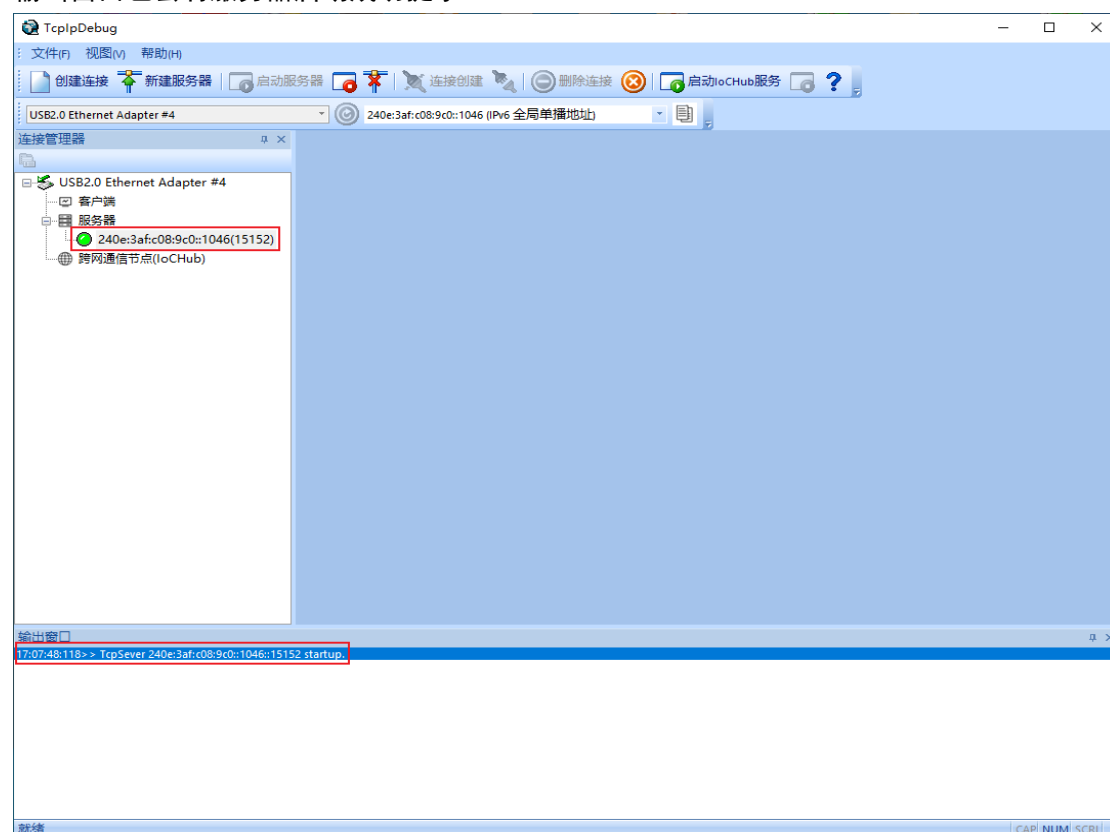 TcpIpDebug
文件(F) 视图(V) 帮助(H)
创建连接 新建服务器 启动服务器 连接创建 删除连接 启动IoCHub服务 ?
USB2.0 Ethernet Adapter #4 240e:3af:c08:9c0::1046 (IPv6 全局单播地址)
连接管理器
USB2.0 Ethernet Adapter #4
客户端
服务器
240e:3af:c08:9c0::1046(15152)
跨网通信节点(IoCHub)
输出窗口
17:07:48:118>> TcpSever 240e:3af:c08:9c0::1046::15152 startup.
就绪 CAP NUM SCRL